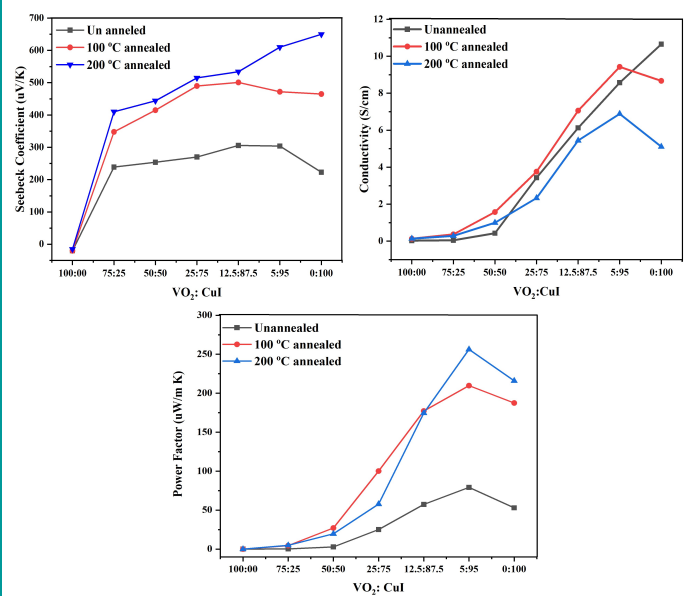 Un anneled
100 °C annealed
200 °C annealed
Seebeck Coefficient (uV/K)
700
600
500
400
300
200
100
0
100:00 75:25 50:50 25:75 12.5:87.5 5:95 0:100
VO₂: CuI
Unannealed
100 °C annealed
200 °C annealed
Conductivity (S/cm)
12
10
8
6
4
2
0
100:00 75:25 50:50 25:75 12.5:87.5 5:95 0:100
VO₂:CuI
Unannealed
100 °C annealed
200 °C annealed
Power Factor (uW/m K)
300
250
200
150
100
50
0
100:00 75:25 50:50 25:75 12.5:87.5 5:95 0:100
VO₂: CuI